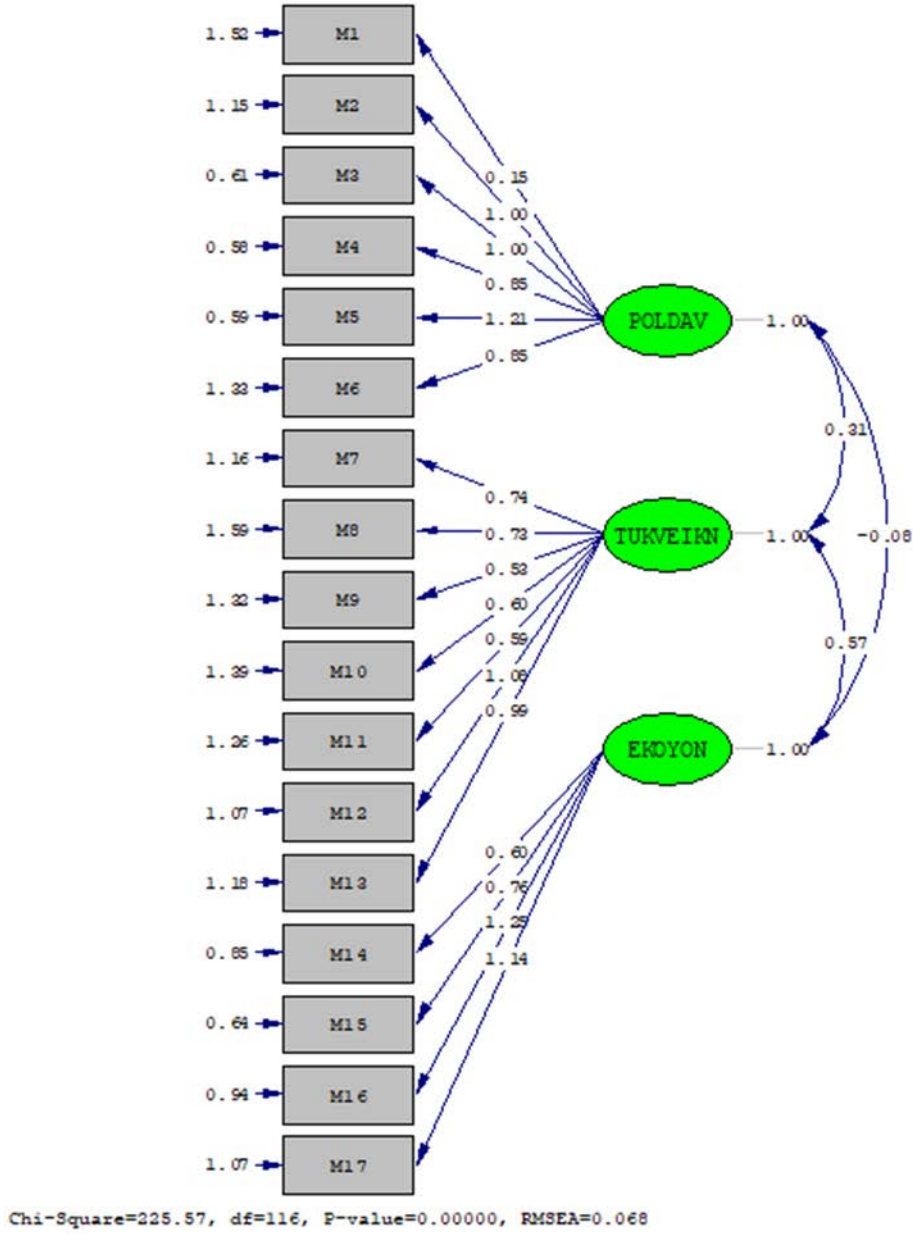 1.52 M1
1.15 M2
0.61 M3
0.58 M4
0.59 M5
1.33 M6
1.16 M7
1.59 M8
1.32 M9
1.39 M10
1.26 M11
1.07 M12
1.18 M13
0.85 M14
0.64 M15
0.94 M16
1.07 M17
0.15
1.00
1.00
0.85
1.21
0.85
0.74
0.73
0.53
0.60
0.59
1.08
0.99
0.60
0.76
1.25
1.14
POLDAV 1.00
TUKVEIKN 1.00
EKOYON 1.00
0.31
-0.08
0.57
Chi-Square=225.57, df=116, P-value=0.00000, RMSEA=0.068